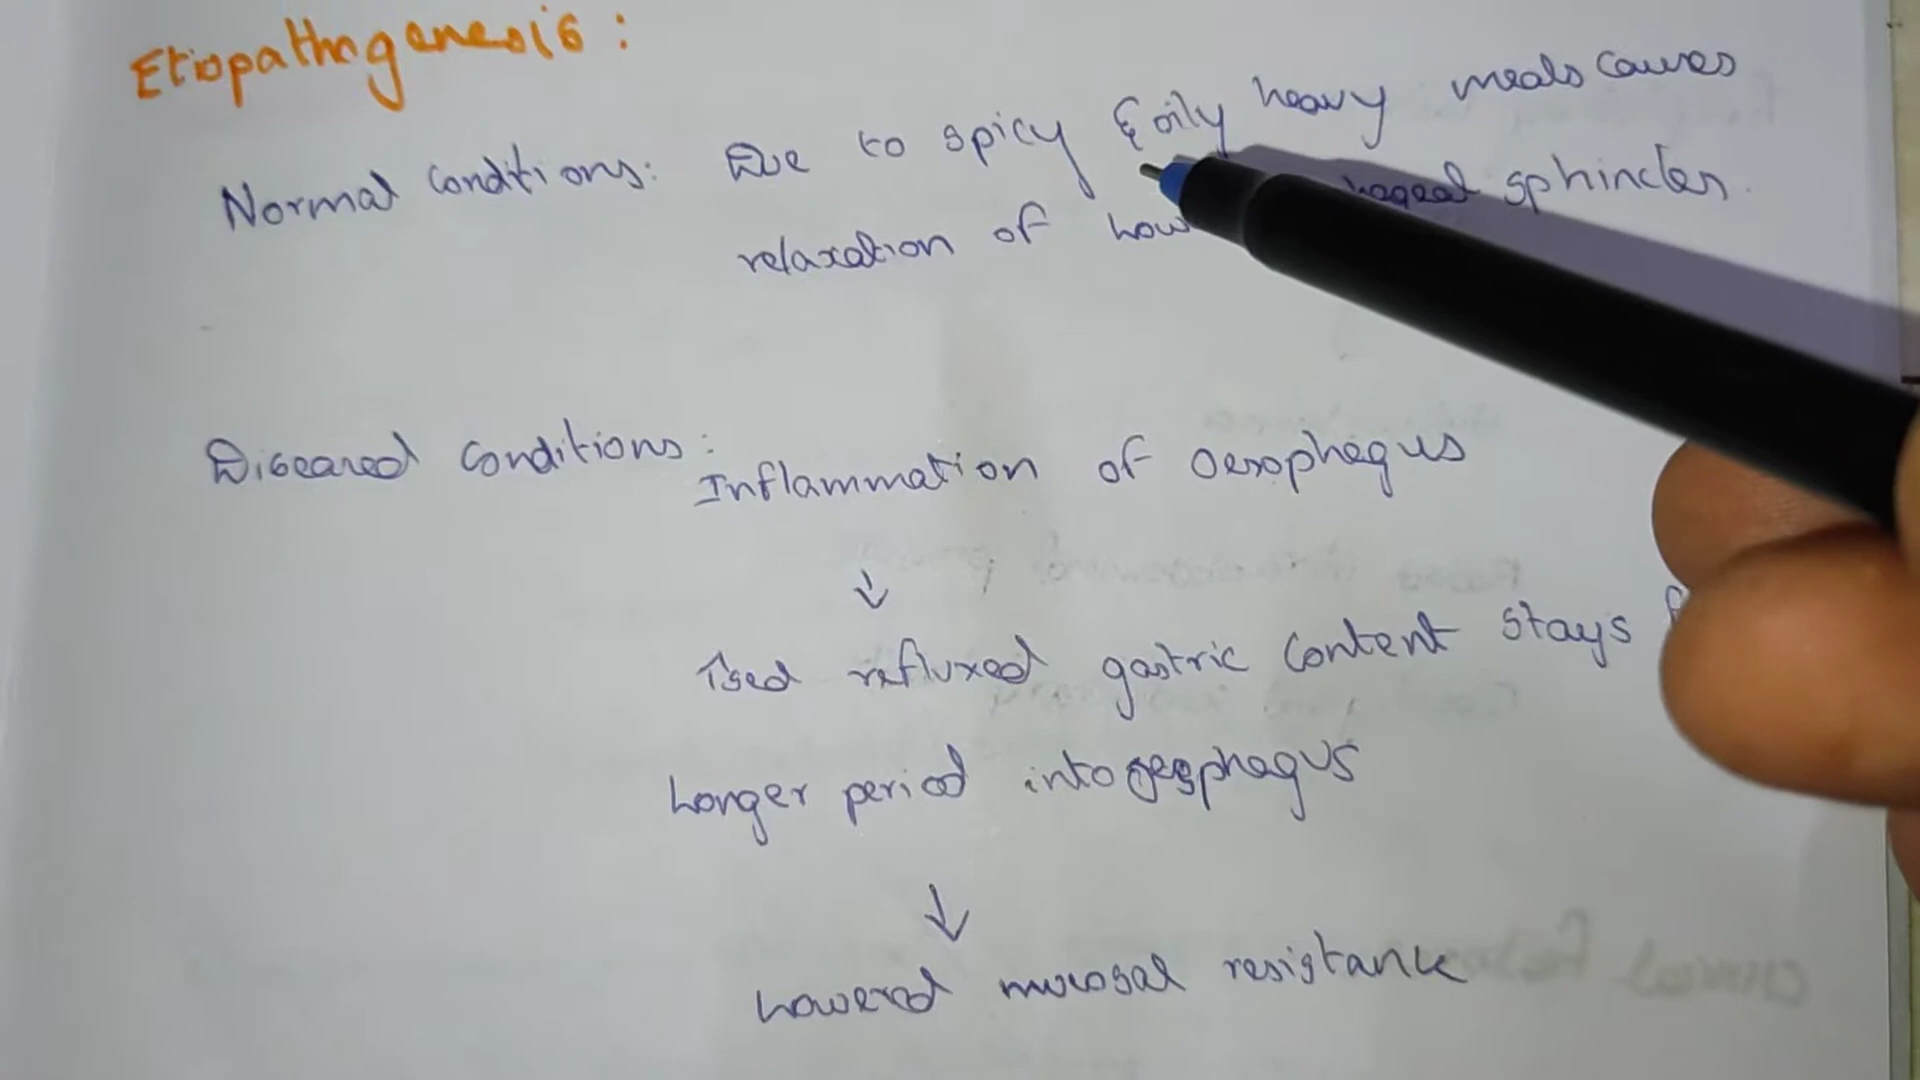 Etiopathogenesis:
Normal Conditions: Due to spicy & oily heavy meals causes
relaxation of sphincter.
Diseased Conditions:
Inflammation of Oesophagus
↓
↑sed refluxed gastric Content stays
longer period into oesophagus
↓
Lowered mucosal resistance